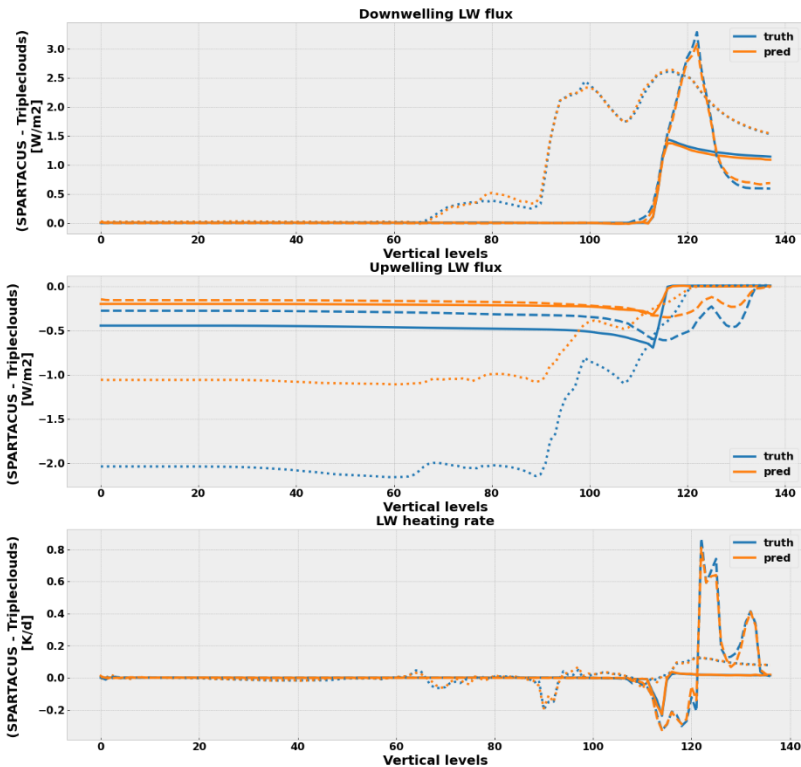 Downwelling LW flux
(SPARTACUS - Tripleclouds)
[W/m2]
3.0
2.5
2.0
1.5
1.0
0.5
0.0
truth
pred
0 20 40 60 80 100 120 140
Vertical levels
Upwelling LW flux
(SPARTACUS - Tripleclouds)
[W/m2]
0.0
−0.5
−1.0
−1.5
−2.0
truth
pred
0 20 40 60 80 100 120 140
Vertical levels
LW heating rate
(SPARTACUS - Tripleclouds)
[K/d]
0.8
0.6
0.4
0.2
0.0
−0.2
truth
pred
0 20 40 60 80 100 120 140
Vertical levels